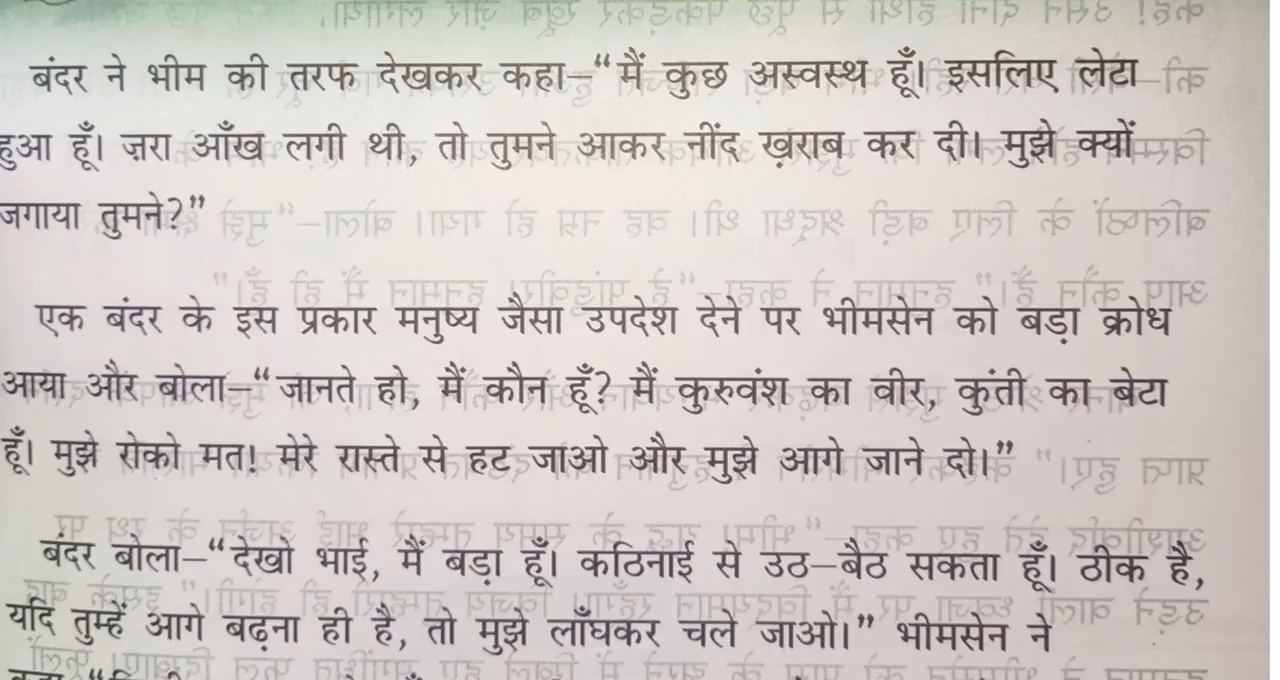 बंदर ने भीम की तरफ देखकर कहा–“मैं कुछ अस्वस्थ हूँ। इसलिए लेटा
हुआ हूँ। ज़रा आँख लगी थी, तो तुमने आकर नींद ख़राब कर दी। मुझे क्यों
जगाया तुमने?”
एक बंदर के इस प्रकार मनुष्य जैसा उपदेश देने पर भीमसेन को बड़ा क्रोध
आया और बोला–“जानते हो, मैं कौन हूँ? मैं कुरुवंश का वीर, कुंती का बेटा
हूँ। मुझे रोको मत! मेरे रास्ते से हट जाओ और मुझे आगे जाने दो।”
बंदर बोला–“देखो भाई, मैं बड़ा हूँ। कठिनाई से उठ–बैठ सकता हूँ। ठीक है,
यदि तुम्हें आगे बढ़ना ही है, तो मुझे लाँघकर चले जाओ।” भीमसेन ने